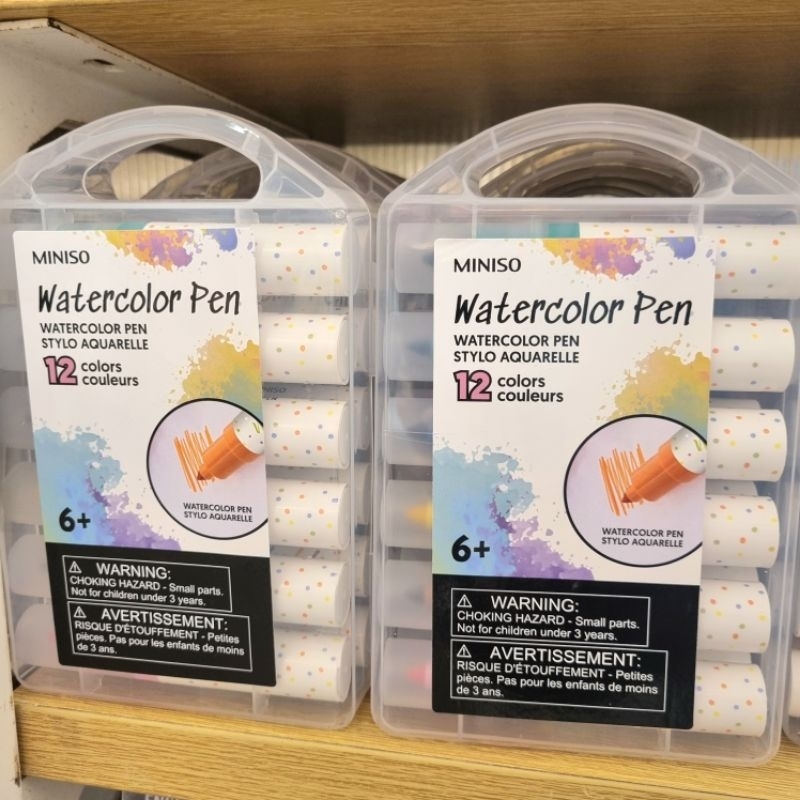 MINISO
Watercolor Pen
WATERCOLOR PEN
STYLO AQUARELLE
12 colors
couleurs
WATERCOLOR PEN
STYLO AQUARELLE
6+
WARNING:
CHOKING HAZARD - Small parts.
Not for children under 3 years.
AVERTISSEMENT:
RISQUE D'ÉTOUFFEMENT - Petites
pièces. Pas pour les enfants de moins
de 3 ans.
MINISO
Watercolor Pen
WATERCOLOR PEN
STYLO AQUARELLE
12 colors
couleurs
WATERCOLOR PEN
STYLO AQUARELLE
6+
WARNING:
CHOKING HAZARD - Small parts.
Not for children under 3 years.
AVERTISSEMENT:
RISQUE D'ÉTOUFFEMENT - Petites
pièces. Pas pour les enfants de moins
de 3 ans.